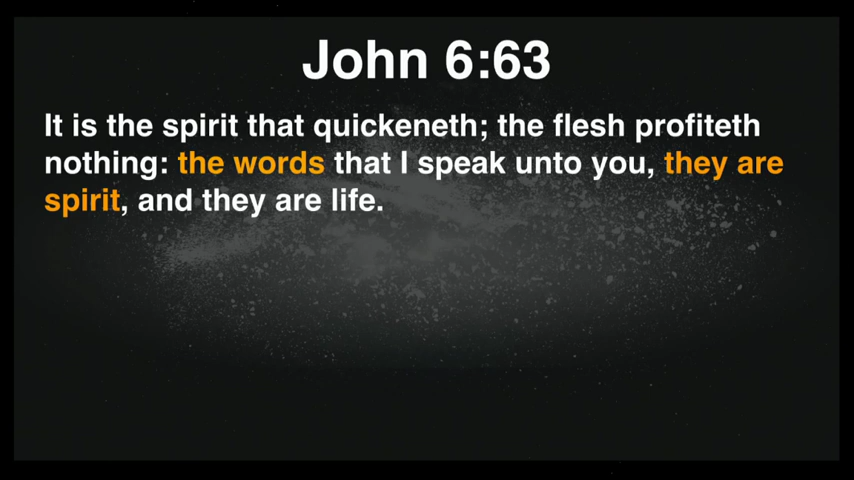 John 6:63
It is the spirit that quickeneth; the flesh profiteth
nothing: the words that I speak unto you, they are
spirit, and they are life.